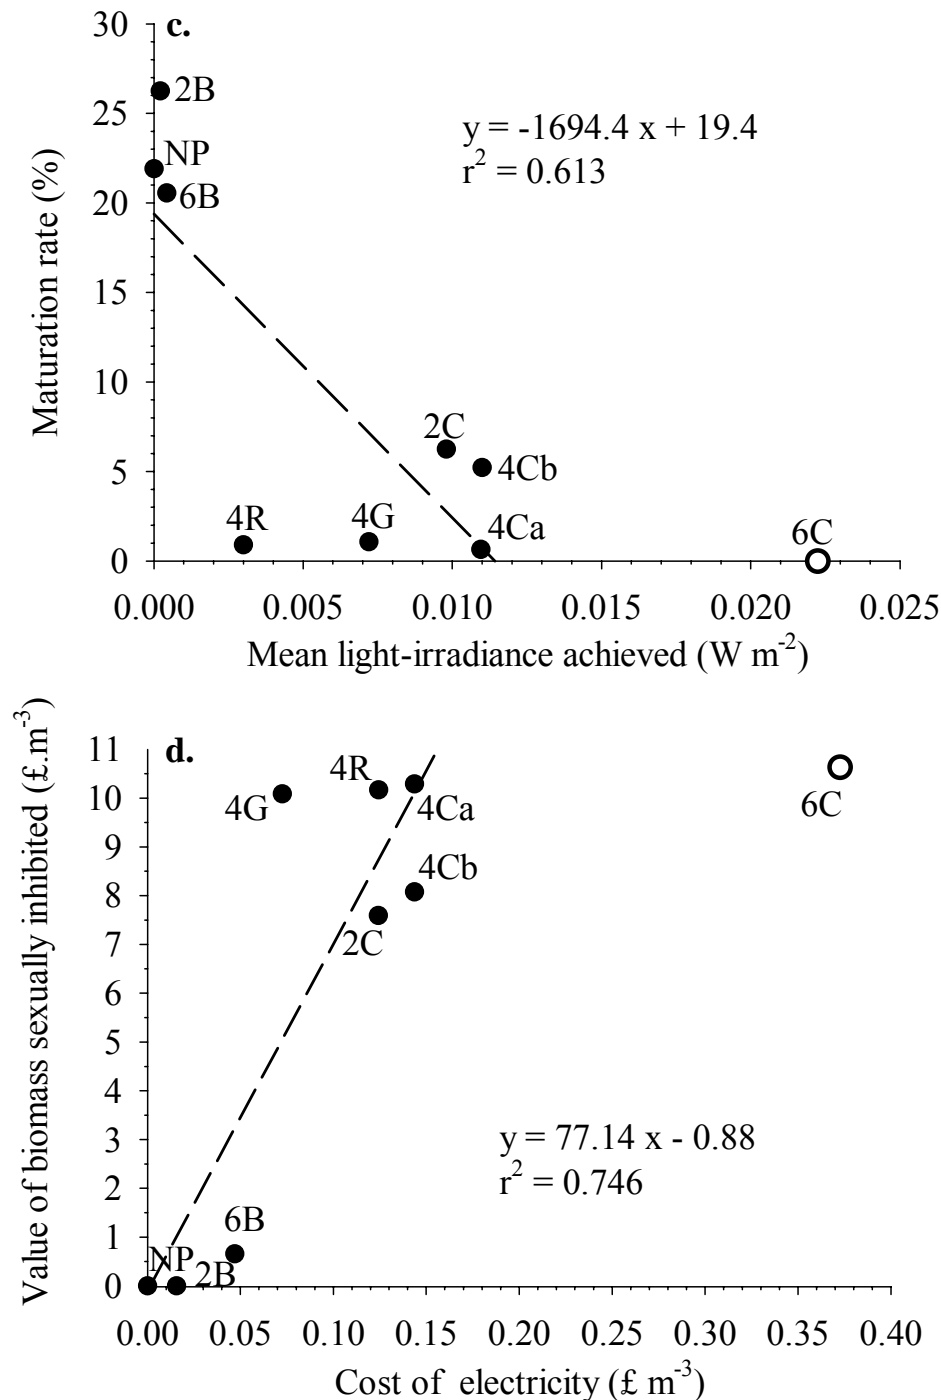 c.
30
25
20
15
10
5
0
Maturation rate (%)
2B
NP
6B
y = -1694.4 x + 19.4
r² = 0.613
2C
4Cb
4R
4G
4Ca
6C
0.000 0.005 0.010 0.015 0.020 0.025
Mean light-irradiance achieved (W m⁻²)
d.
11
10
9
8
7
6
5
4
3
2
1
0
Value of biomass sexually inhibited (£.m⁻³)
4R
4G
4Ca
6C
4Cb
2C
y = 77.14 x - 0.88
r² = 0.746
6B
NP
2B
0.00 0.05 0.10 0.15 0.20 0.25 0.30 0.35 0.40
Cost of electricity (£ m⁻³)